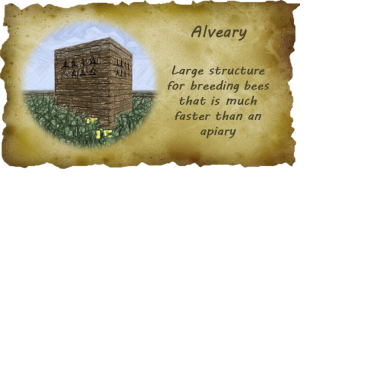 Alveary
Large structure
for breeding bees
that is much
faster than an
apiary